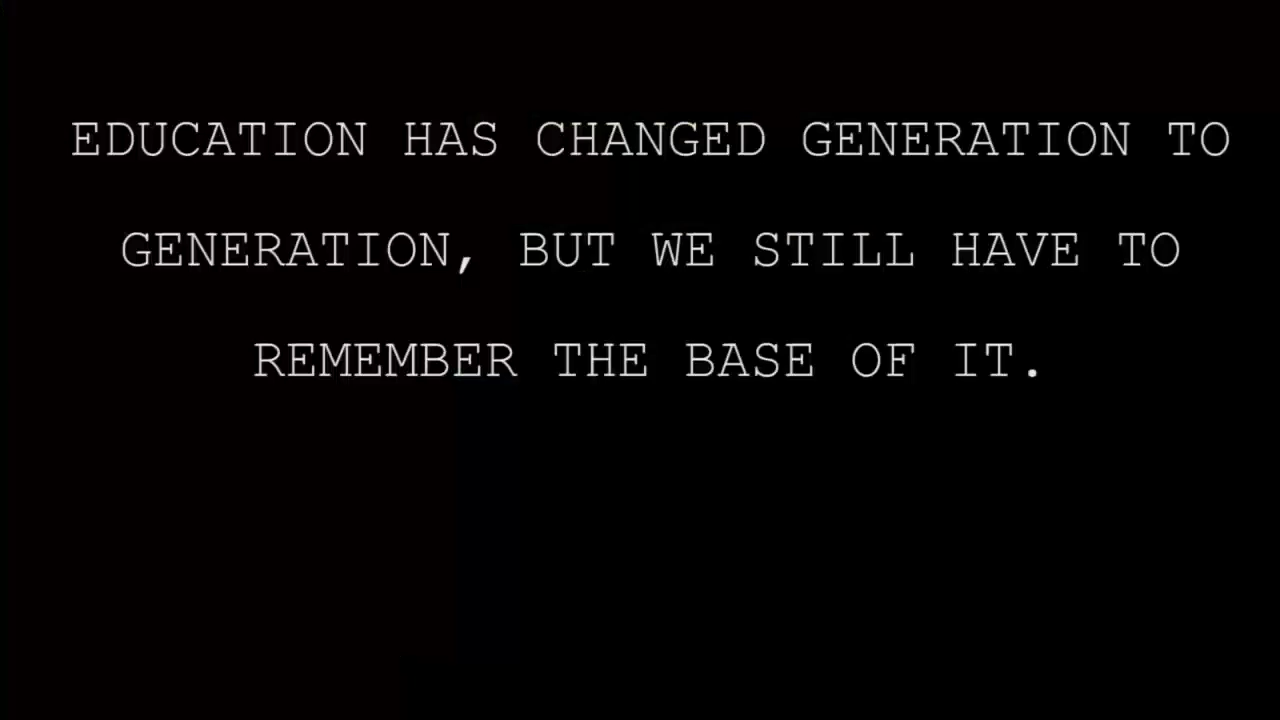 EDUCATION HAS CHANGED GENERATION TO
GENERATION, BUT WE STILL HAVE TO
REMEMBER THE BASE OF IT.